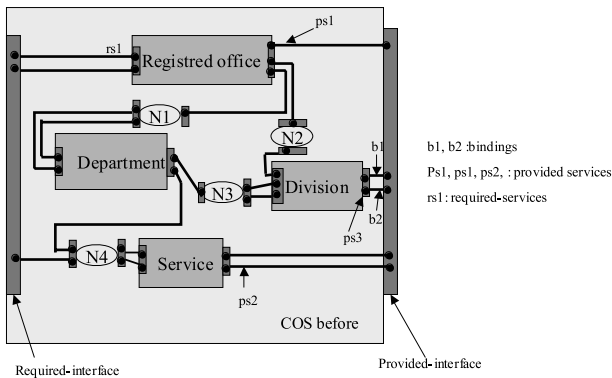 ps1
rs1
Registred office
N1
N2
b1
b1, b2 :bindings
Department
Ps1, ps1, ps2, : provided services
N3
Division
rs1: required-services
b2
ps3
N4
Service
ps2
COS before
Required-interface
Provided-interface